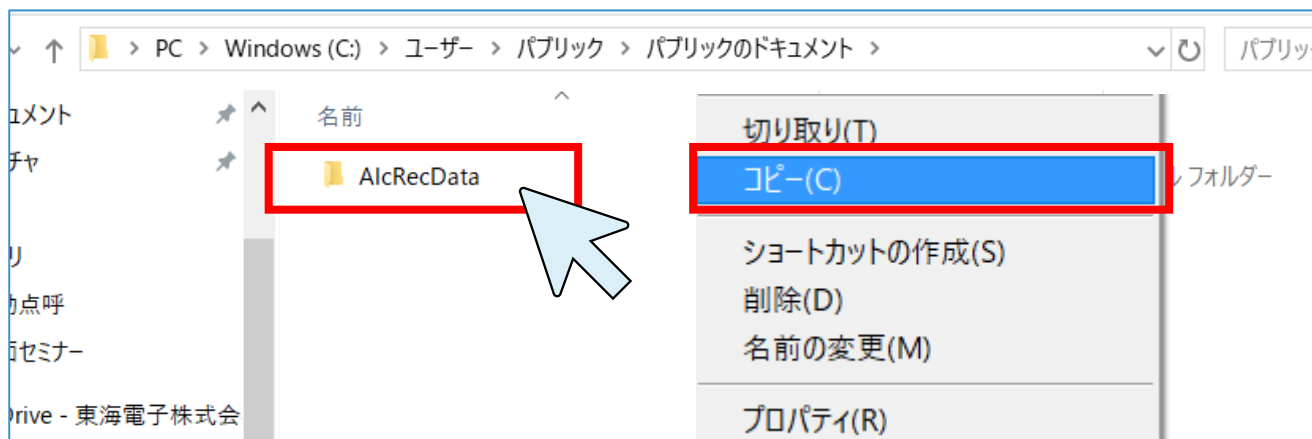 PC > Windows (C:) > ユーザー > パブリック > パブリックのドキュメント >
パブリッ
ュメント
名前
チャ
AlcRecData
リ
点呼
セミナー
rive - 東海電子株式会
切り取り(T)
コピー(C)
ル フォルダー
ショートカットの作成(S)
削除(D)
名前の変更(M)
プロパティ(R)